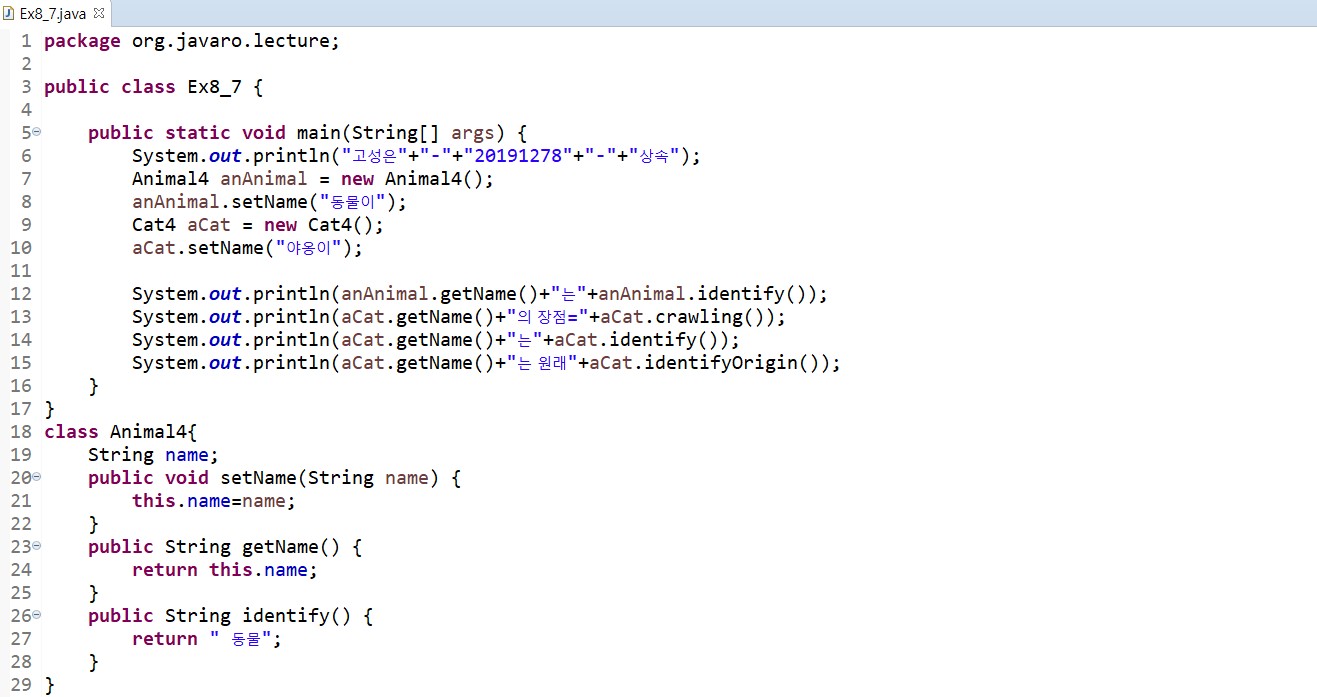 Ex8_7.java
1 package org.javaro.lecture;
2
3 public class Ex8_7 {
4
5     public static void main(String[] args) {
6         System.out.println("고성은"+"-"+"20191278"+"-"+"상속");
7         Animal4 anAnimal = new Animal4();
8         anAnimal.setName("동물이");
9         Cat4 aCat = new Cat4();
10         aCat.setName("야옹이");
11
12         System.out.println(anAnimal.getName()+"는"+anAnimal.identify());
13         System.out.println(aCat.getName()+"의 장점="+aCat.crawling());
14         System.out.println(aCat.getName()+"는"+aCat.identify());
15         System.out.println(aCat.getName()+"는 원래"+aCat.identifyOrigin());
16     }
17 }
18 class Animal4{
19     String name;
20     public void setName(String name) {
21         this.name=name;
22     }
23     public String getName() {
24         return this.name;
25     }
26     public String identify() {
27         return " 동물";
28     }
29 }